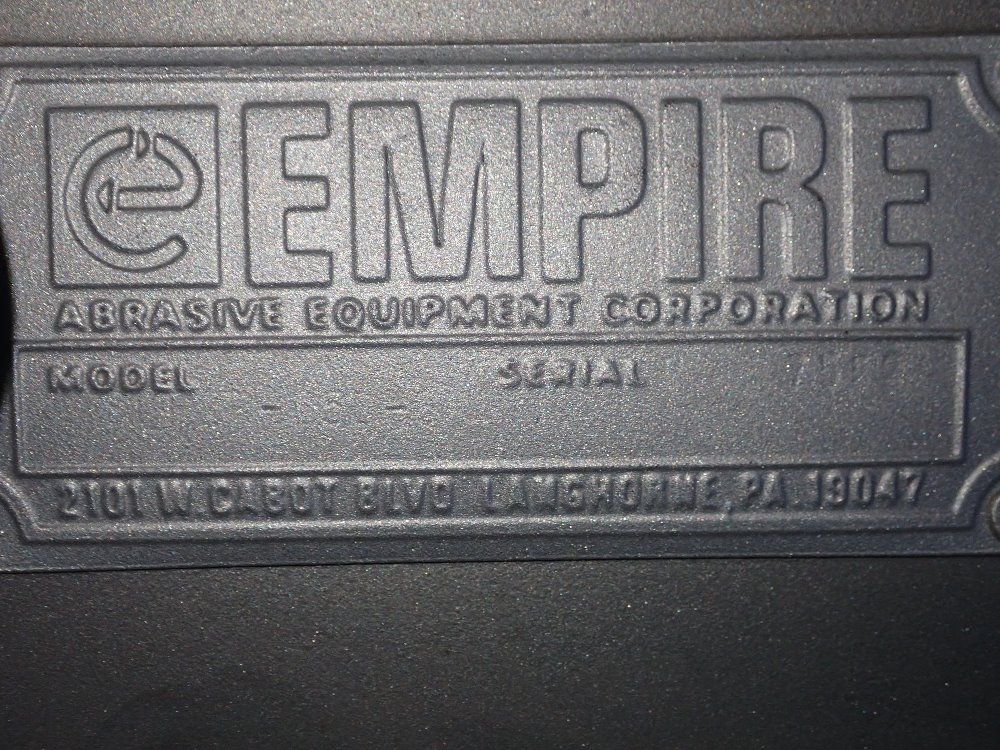 e EMPIRE
ABRASIVE EQUIPMENT CORPORATION
MODEL SERIAL
2101 W. CABOT BLVD LANGHORNE, PA. 19047